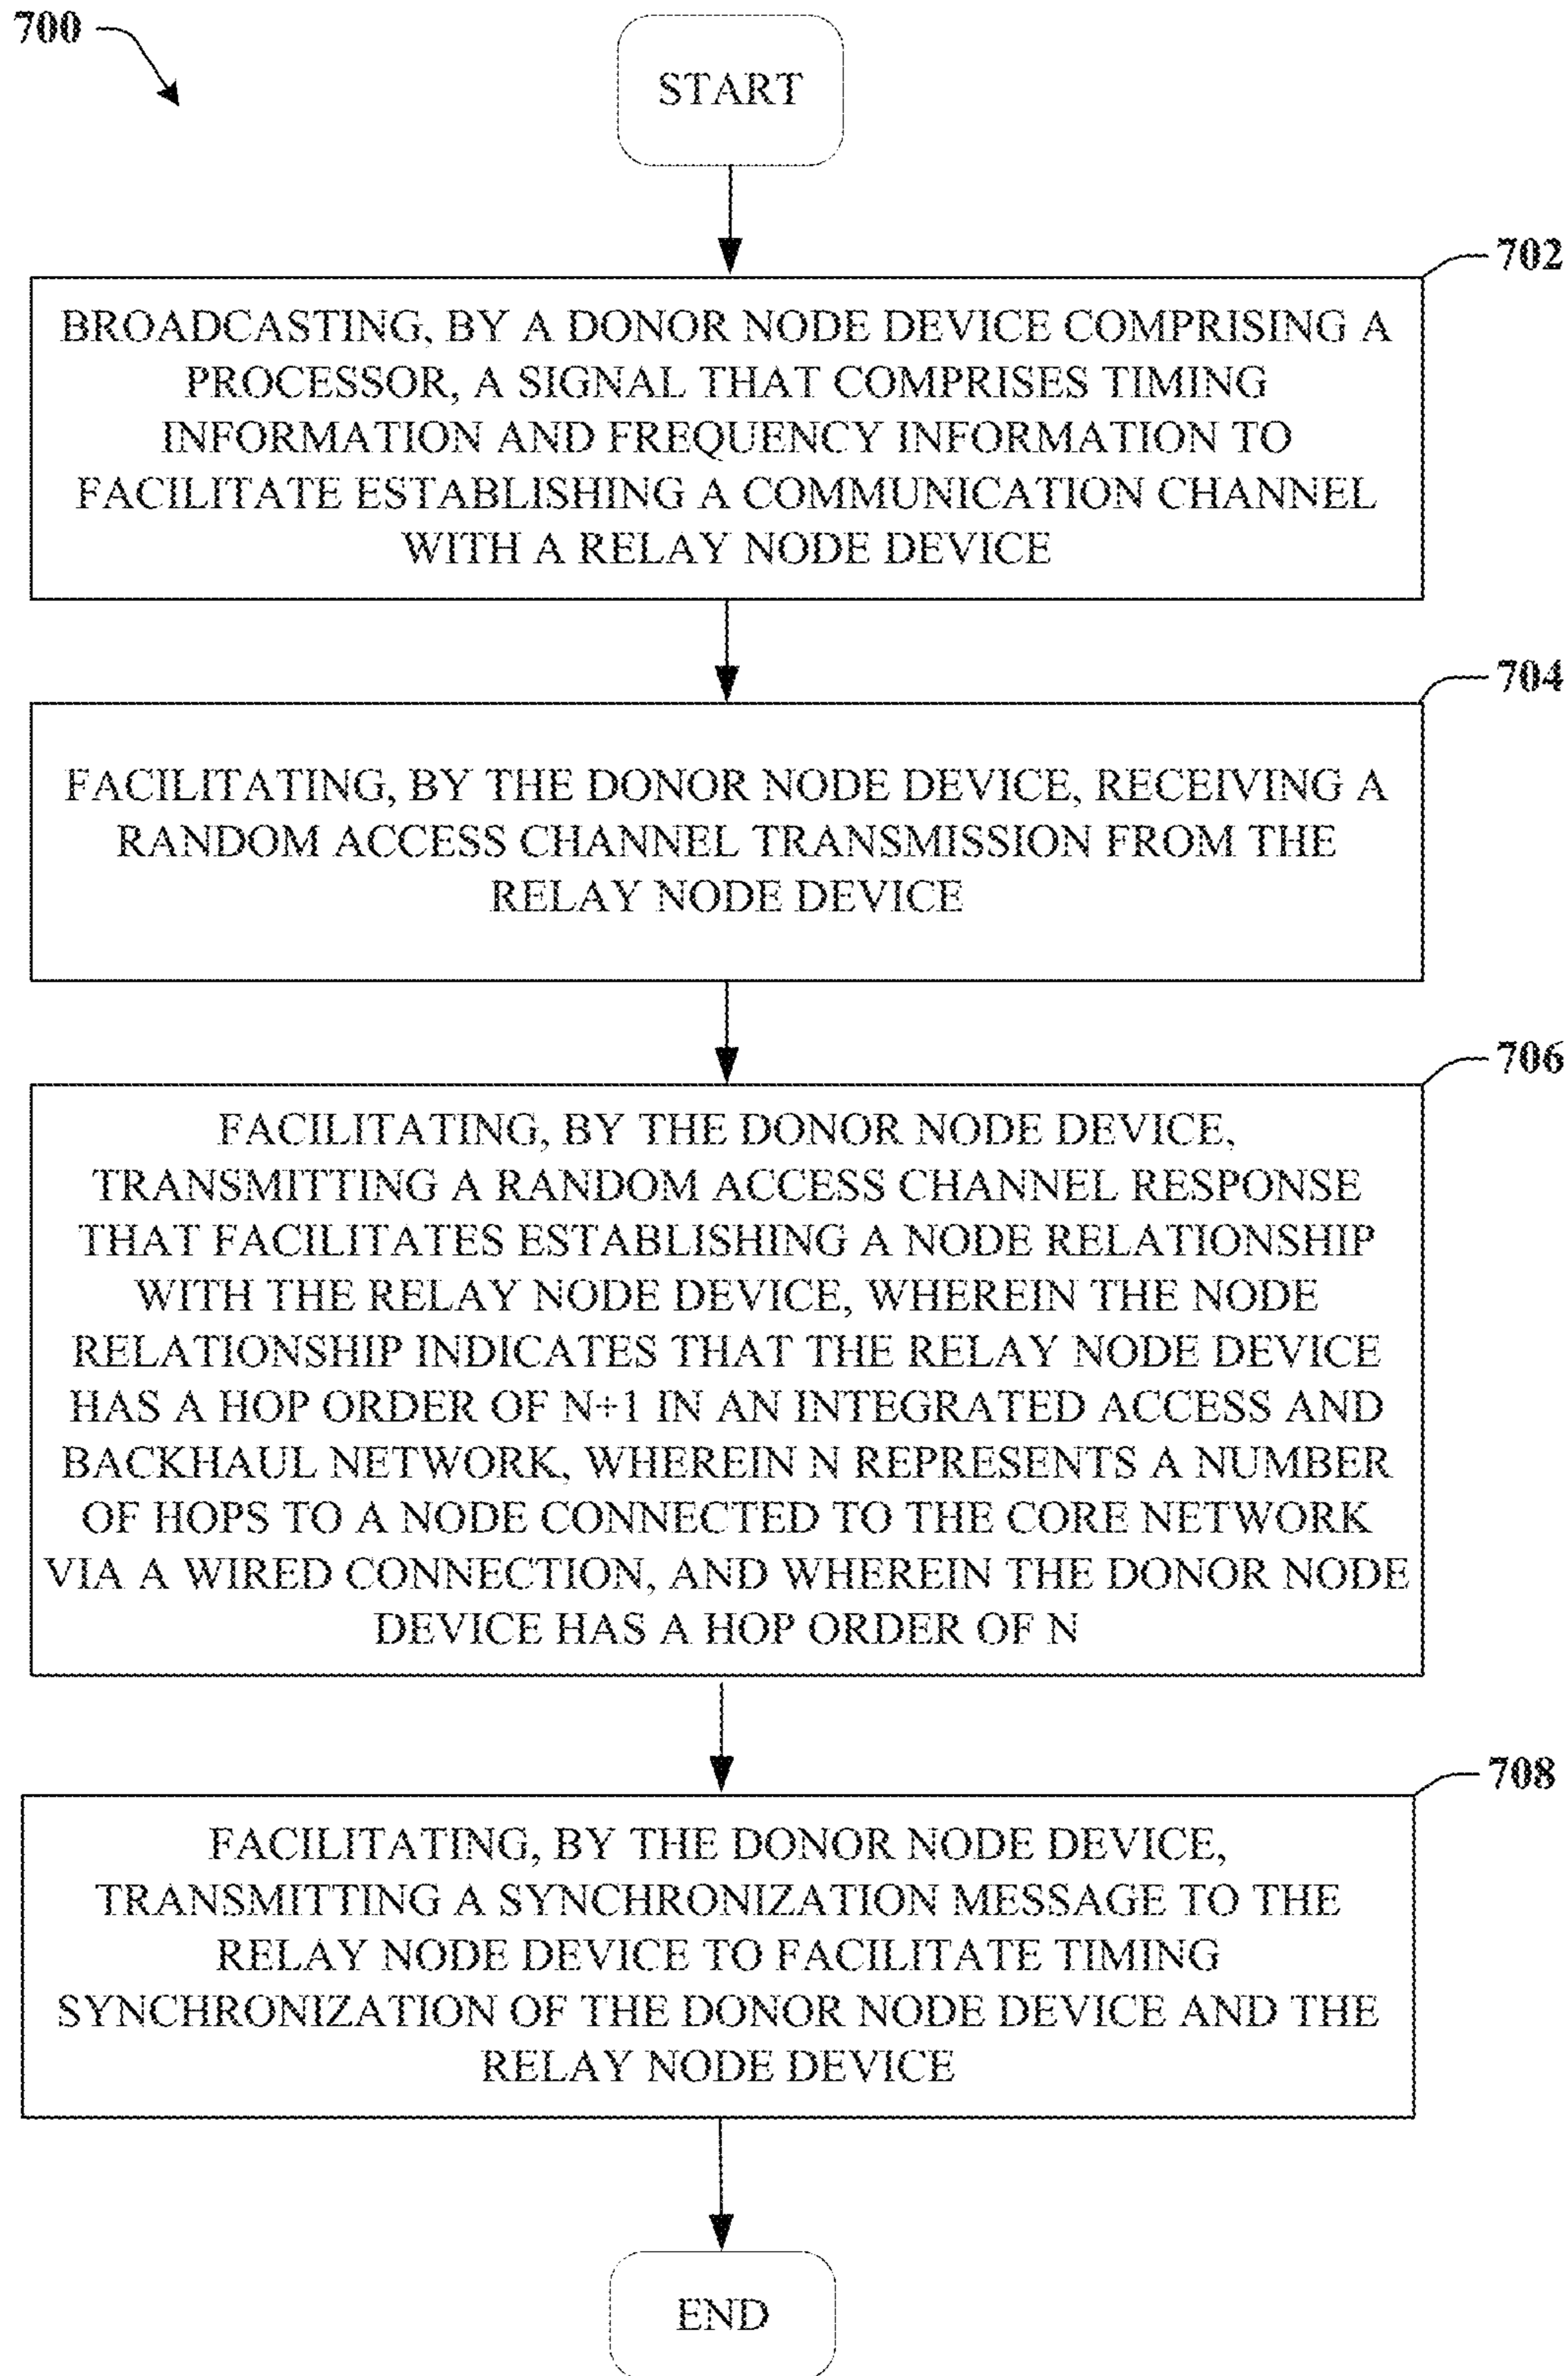 700
START
702
BROADCASTING, BY A DONOR NODE DEVICE COMPRISING A
PROCESSOR, A SIGNAL THAT COMPRISES TIMING
INFORMATION AND FREQUENCY INFORMATION TO
FACILITATE ESTABLISHING A COMMUNICATION CHANNEL
WITH A RELAY NODE DEVICE
704
FACILITATING, BY THE DONOR NODE DEVICE, RECEIVING A
RANDOM ACCESS CHANNEL TRANSMISSION FROM THE
RELAY NODE DEVICE
706
FACILITATING, BY THE DONOR NODE DEVICE,
TRANSMITTING A RANDOM ACCESS CHANNEL RESPONSE
THAT FACILITATES ESTABLISHING A NODE RELATIONSHIP
WITH THE RELAY NODE DEVICE, WHEREIN THE NODE
RELATIONSHIP INDICATES THAT THE RELAY NODE DEVICE
HAS A HOP ORDER OF N+1 IN AN INTEGRATED ACCESS AND
BACKHAUL NETWORK, WHEREIN N REPRESENTS A NUMBER
OF HOPS TO A NODE CONNECTED TO THE CORE NETWORK
VIA A WIRED CONNECTION, AND WHEREIN THE DONOR NODE
DEVICE HAS A HOP ORDER OF N
708
FACILITATING, BY THE DONOR NODE DEVICE,
TRANSMITTING A SYNCHRONIZATION MESSAGE TO THE
RELAY NODE DEVICE TO FACILITATE TIMING
SYNCHRONIZATION OF THE DONOR NODE DEVICE AND THE
RELAY NODE DEVICE
END